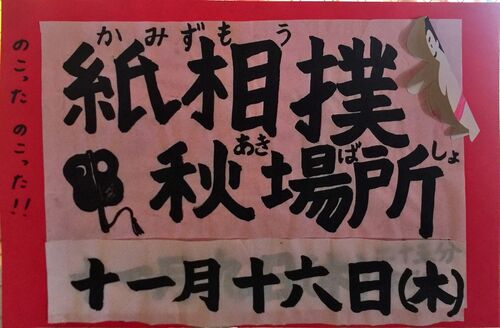 のこった のこった!!
かみずもう
紙相撲
あきばしょ
秋場所
十一月十六日(木)